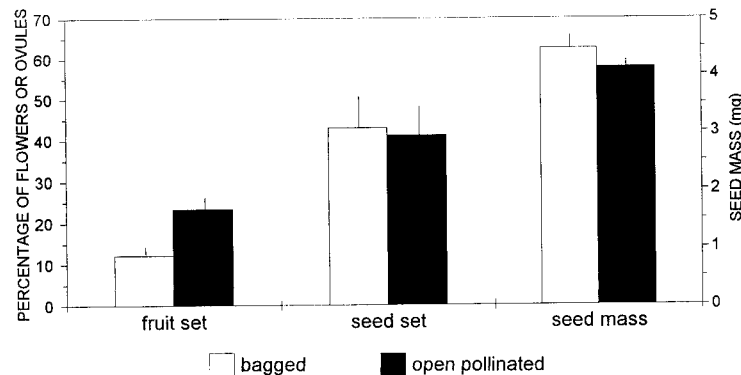 PERCENTAGE OF FLOWERS OR OVULES
70
60
50
40
30
20
10
0
5
4
3
2
1
0
SEED MASS (mg)
fruit set
seed set
seed mass
bagged
open pollinated